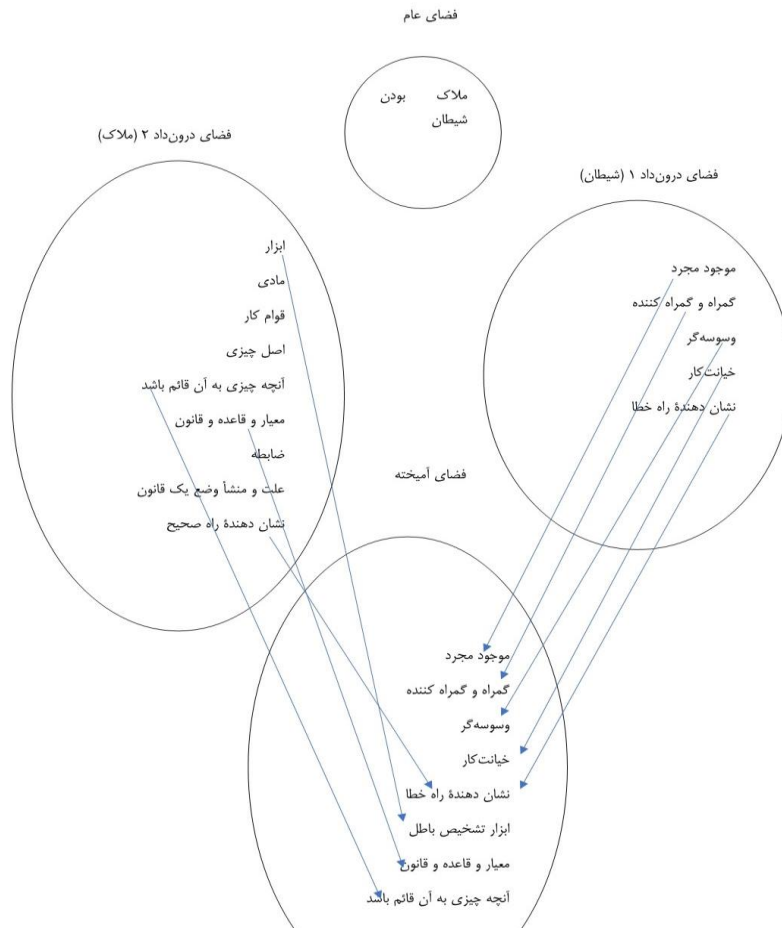 فضای عام
ملاک بودن
شیطان
فضای درون‌داد ۱ (شیطان)
موجود مجرد
گمراه و گمراه کننده
وسوسه‌گر
خیانت‌کار
نشان دهندهٔ راه خطا
فضای درون‌داد ۲ (ملاک)
ابزار
مادی
قوام کار
اصل چیزی
آنچه چیزی به آن قائم باشد
معیار و قاعده و قانون
ضابطه
علت و منشأ وضع یک قانون
نشان دهندهٔ راه صحیح
فضای آمیخته
موجود مجرد
گمراه و گمراه کننده
وسوسه‌گر
خیانت‌کار
نشان دهندهٔ راه خطا
ابزار تشخیص باطل
معیار و قاعده و قانون
آنچه چیزی به آن قائم باشد